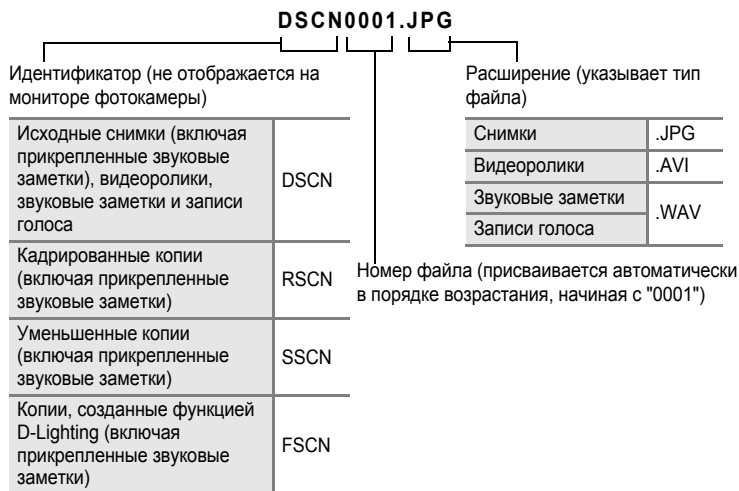 DSCN0001.JPG
Идентификатор (не отображается на
мониторе фотокамеры)
Исходные снимки (включая
прикрепленные звуковые
заметки), видеоролики,
звуковые заметки и записи
голоса
DSCN
Кадрированные копии
(включая прикрепленные
звуковые заметки)
RSCN
Уменьшенные копии
(включая прикрепленные
звуковые заметки)
SSCN
Копии, созданные функцией
D-Lighting (включая
прикрепленные звуковые
заметки)
FSCN
Расширение (указывает тип
файла)
Снимки .JPG
Видеоролики .AVI
Звуковые заметки
.WAV
Записи голоса
Номер файла (присваивается автоматически
в порядке возрастания, начиная с "0001")